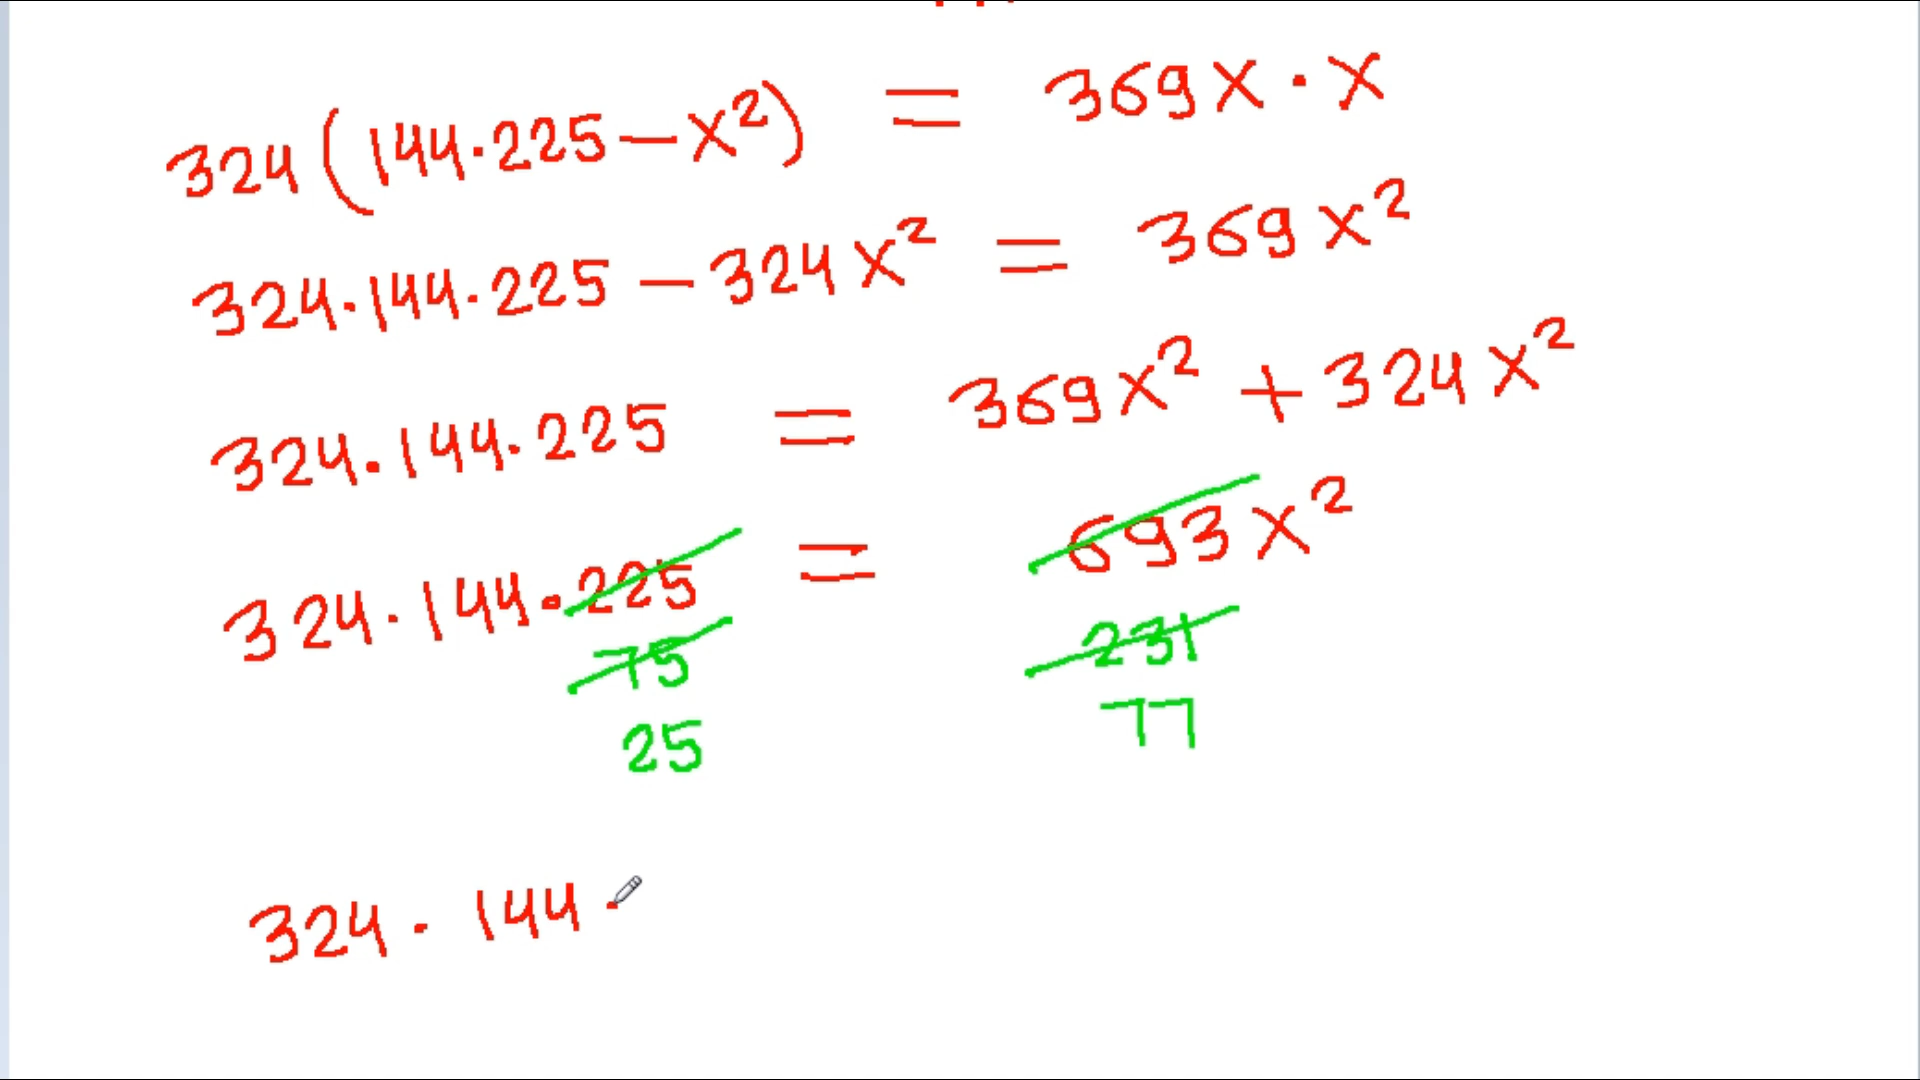 324(144·225−x²) = 369x·x
324·144·225−324x² = 369x²
324·144·225 = 369x²+324x²
324·144·225 = 693x²
75 231
25 77
324·144·